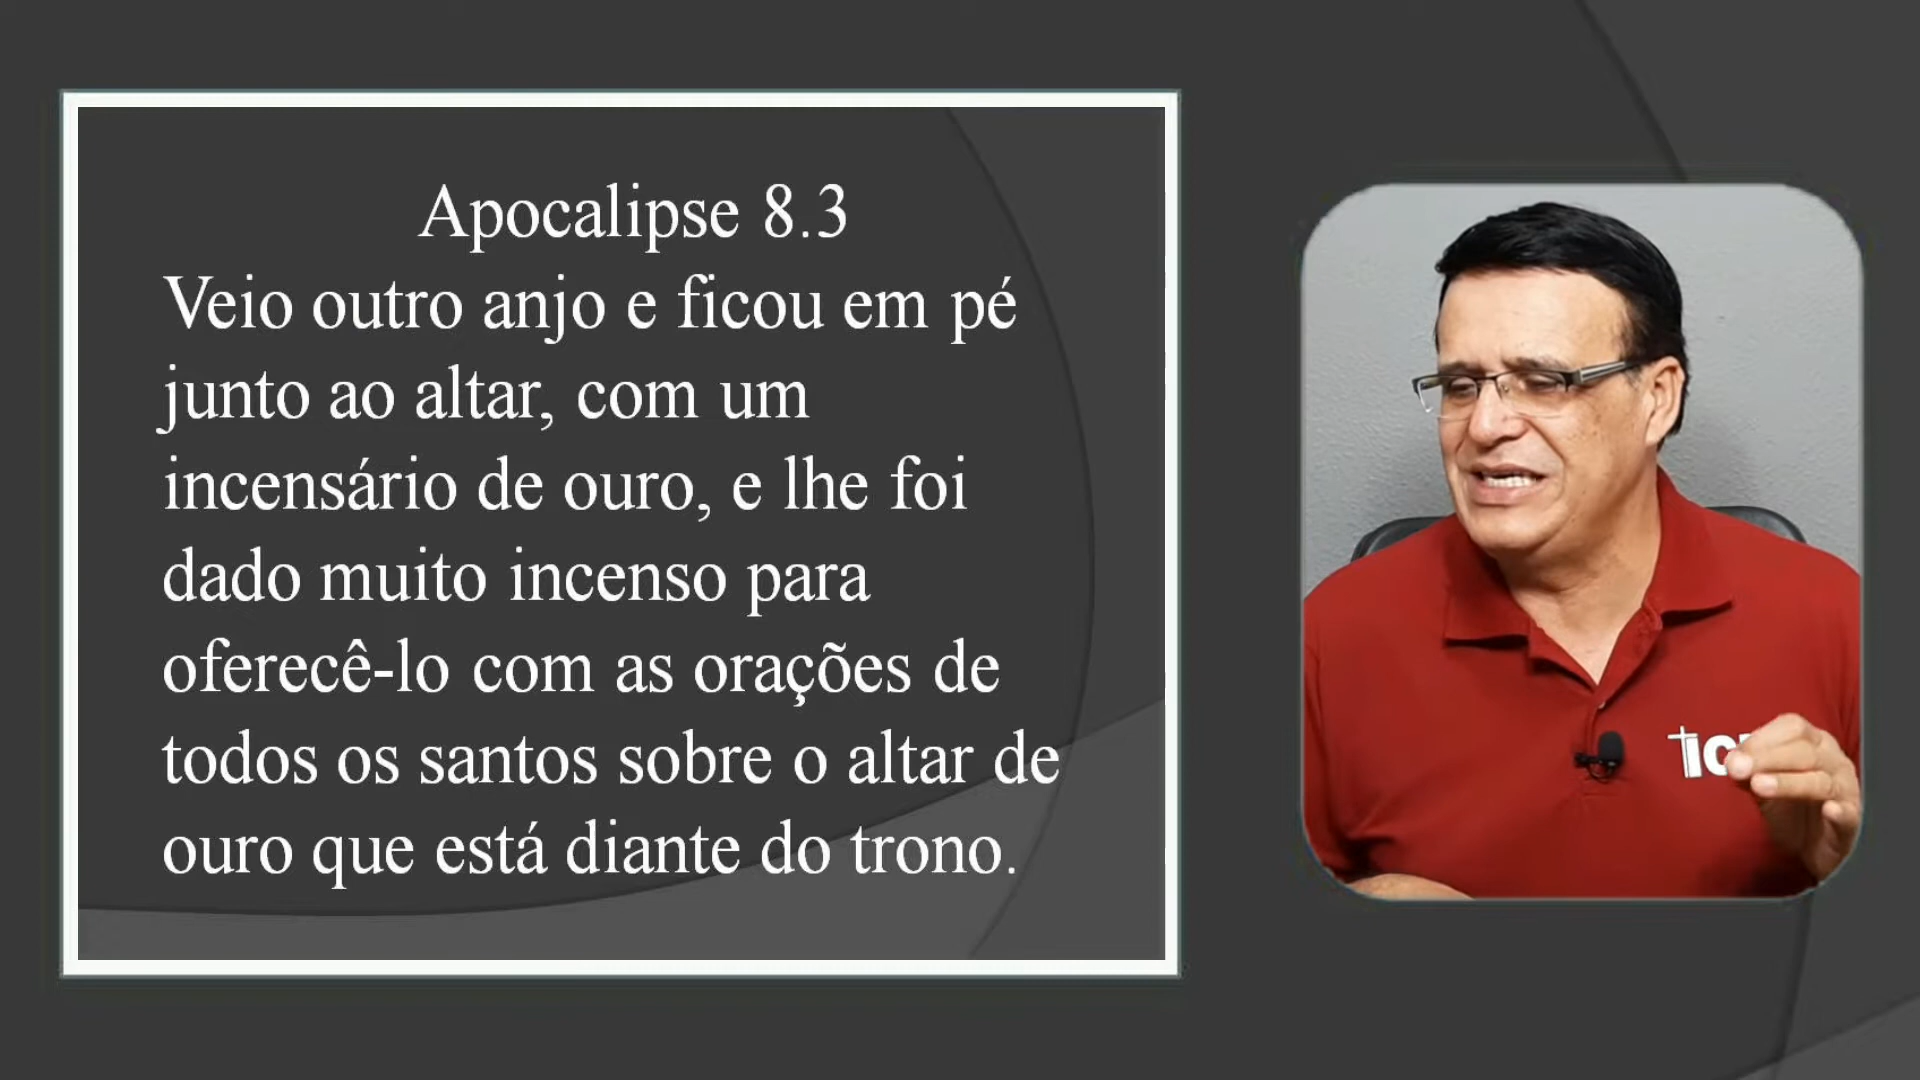 Apocalipse 8.3
Veio outro anjo e ficou em pé
junto ao altar, com um
incensário de ouro, e lhe foi
dado muito incenso para
oferecê-lo com as orações de
todos os santos sobre o altar de
ouro que está diante do trono.